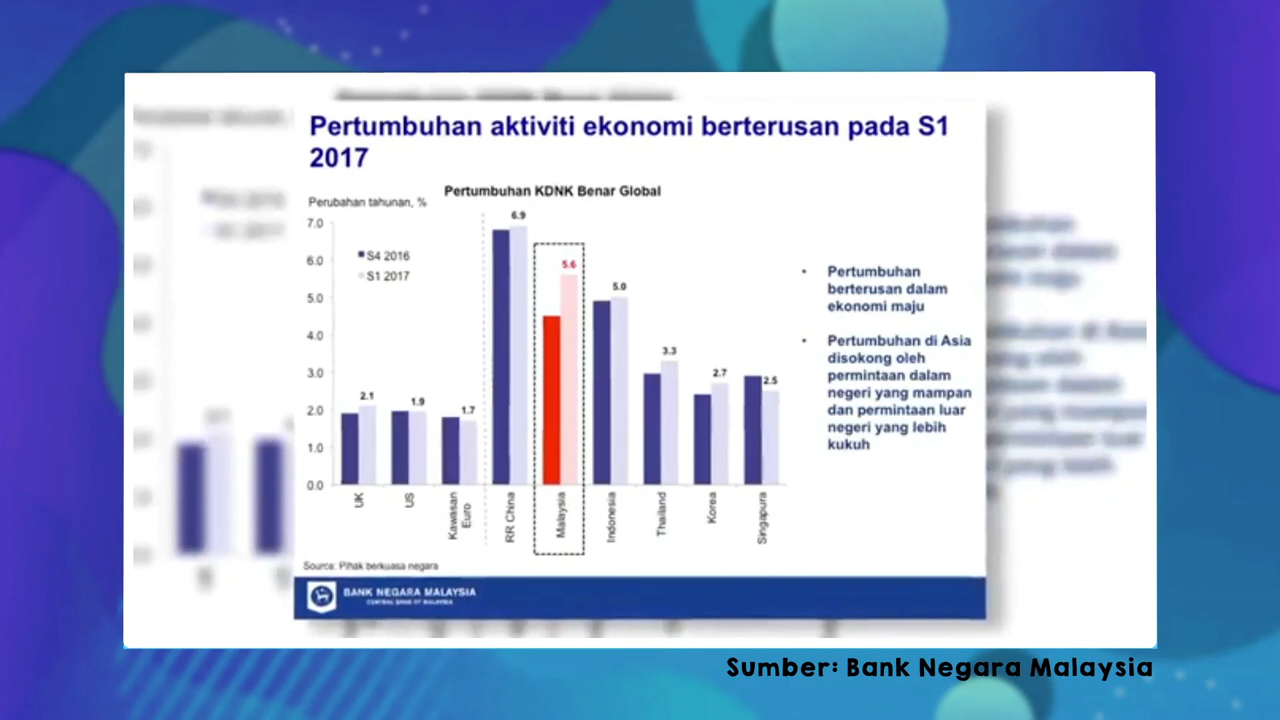 Pertumbuhan aktiviti ekonomi berterusan pada S1
2017
Pertumbuhan KDNK Benar Global
Perubahan tahunan, %
7.0
6.0
5.0
4.0
3.0
2.0
1.0
0.0
S4 2016
S1 2017
2.1
1.9
1.7
6.9
5.6
5.0
3.3
2.7
2.5
UK
US
Kawasan
Euro
RR China
Malaysia
Indonesia
Thailand
Korea
Singapura
• Pertumbuhan
berterusan dalam
ekonomi maju
• Pertumbuhan di Asia
disokong oleh
permintaan dalam
negeri yang mampan
dan permintaan luar
negeri yang lebih
kukuh
Source: Pihak berkuasa negara
BANK NEGARA MALAYSIA
CENTRAL BANK OF MALAYSIA
Sumber: Bank Negara Malaysia